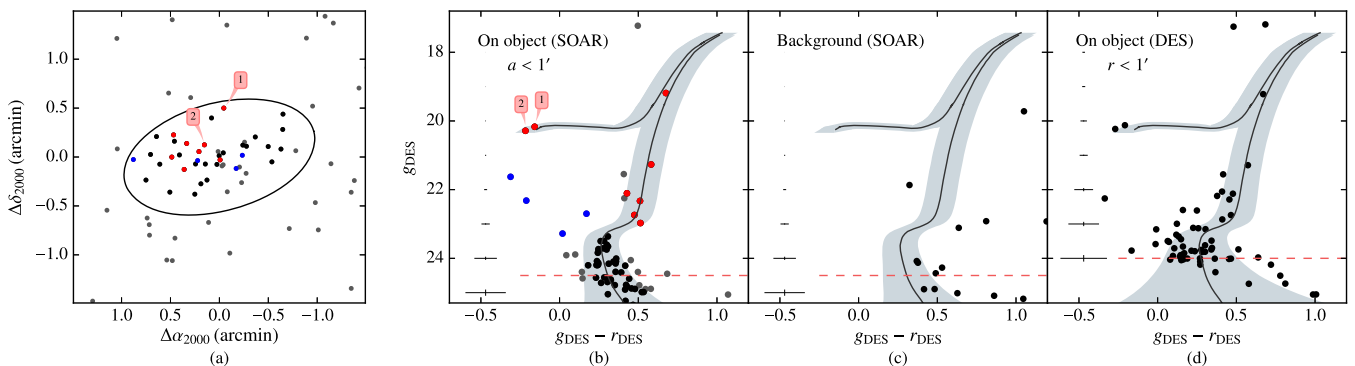 1.0
0.5
0.0
−0.5
−1.0
1.0 0.5 0.0 −0.5 −1.0
Δδ2000 (arcmin)
Δα2000 (arcmin)
(a)
1
2
18
20
22
24
gDES
On object (SOAR)
a < 1′
2 1
−0.5 0.0 0.5 1.0
gDES − rDES
(b)
Background (SOAR)
−0.5 0.0 0.5 1.0
gDES − rDES
(c)
On object (DES)
r < 1′
−0.5 0.0 0.5 1.0
gDES − rDES
(d)